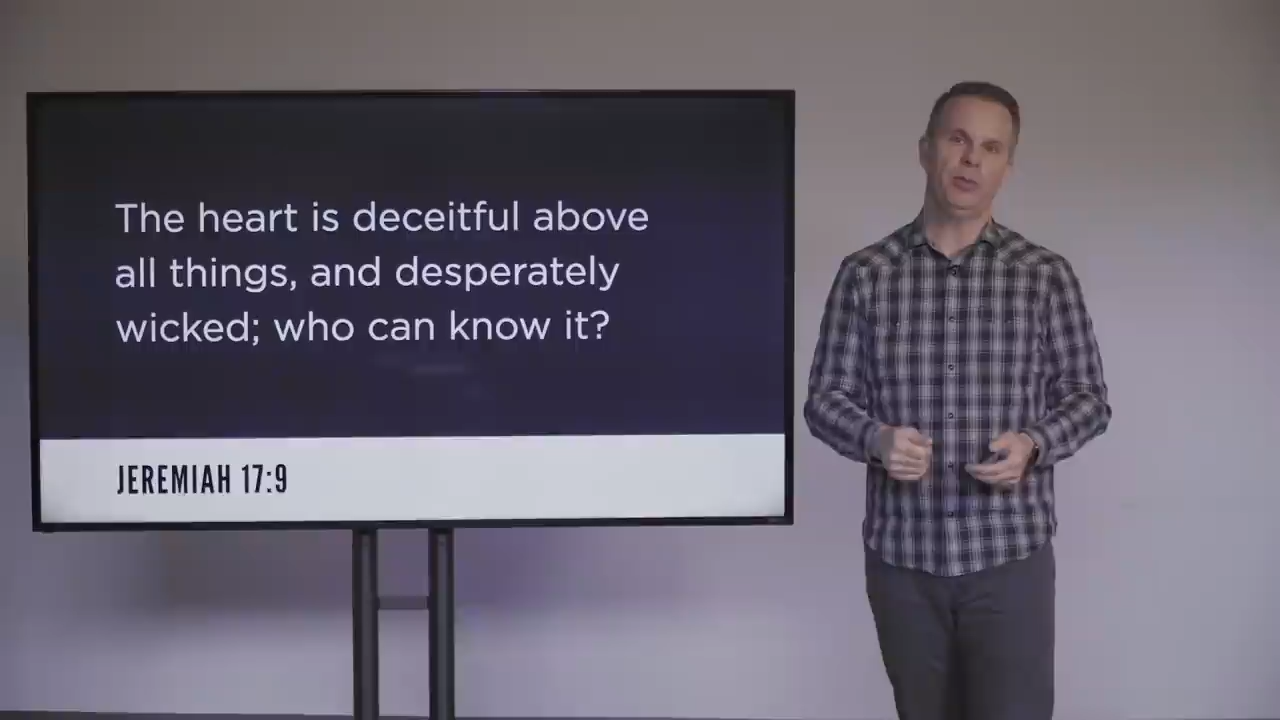 The heart is deceitful above
all things, and desperately
wicked; who can know it?
JEREMIAH 17:9